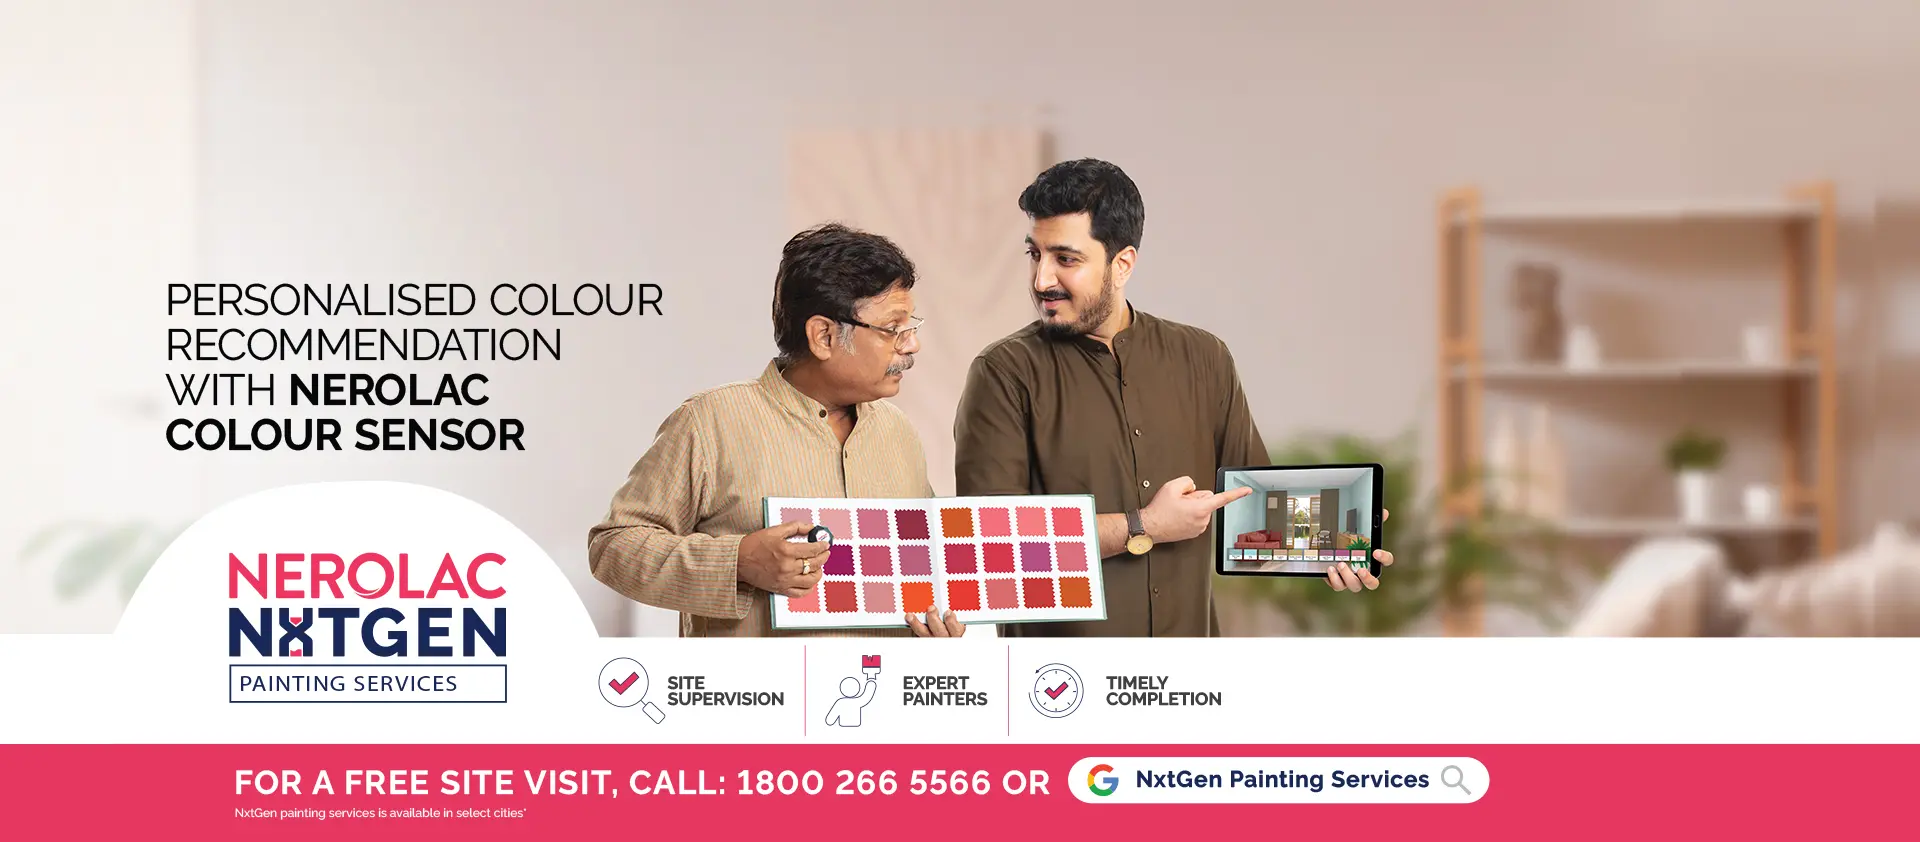 PERSONALISED COLOUR
RECOMMENDATION
WITH NEROLAC
COLOUR SENSOR
NEROLAC
NXTGEN
PAINTING SERVICES
SITE
SUPERVISION
EXPERT
PAINTERS
TIMELY
COMPLETION
FOR A FREE SITE VISIT, CALL: 1800 266 5566 OR
NxtGen Painting Services
NxtGen painting services is available in select cities*